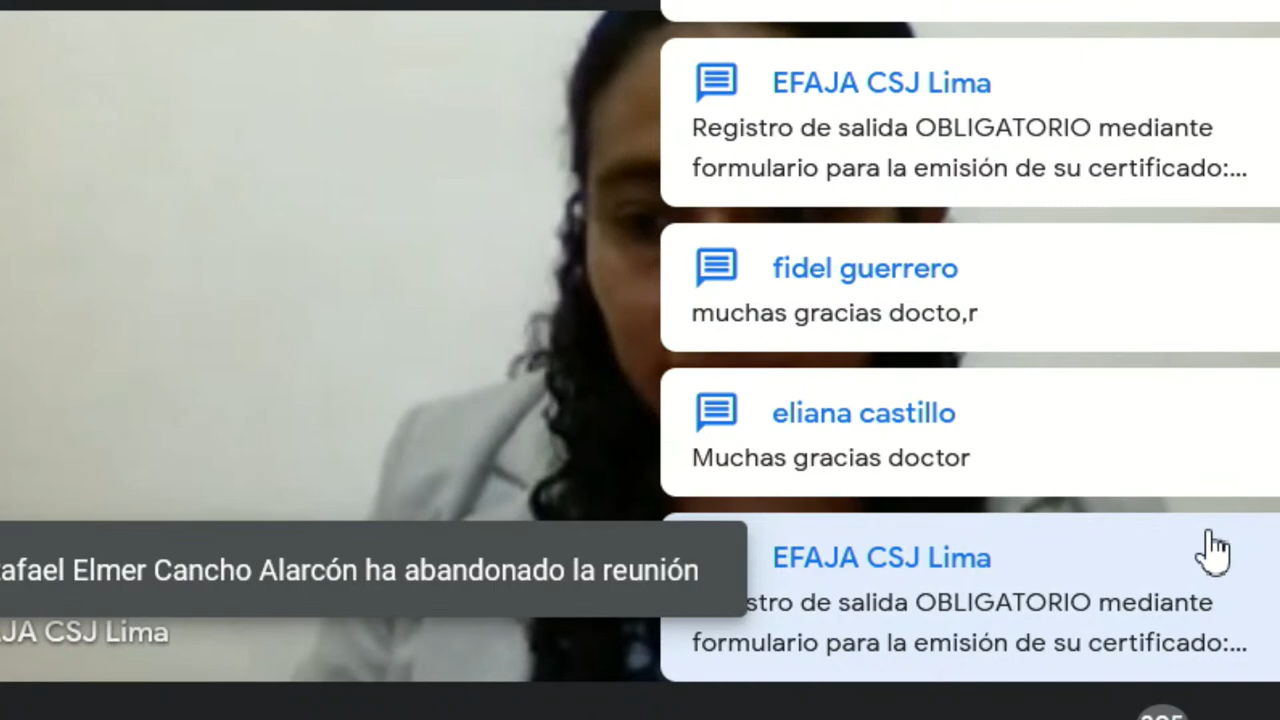 EFAJA CSJ Lima
Registro de salida OBLIGATORIO mediante
formulario para la emisión de su certificado:...
fidel guerrero
muchas gracias docto,r
eliana castillo
Muchas gracias doctor
EFAJA CSJ Lima
stro de salida OBLIGATORIO mediante
formulario para la emisión de su certificado:...
afael Elmer Cancho Alarcón ha abandonado la reunión
JA CSJ Lima